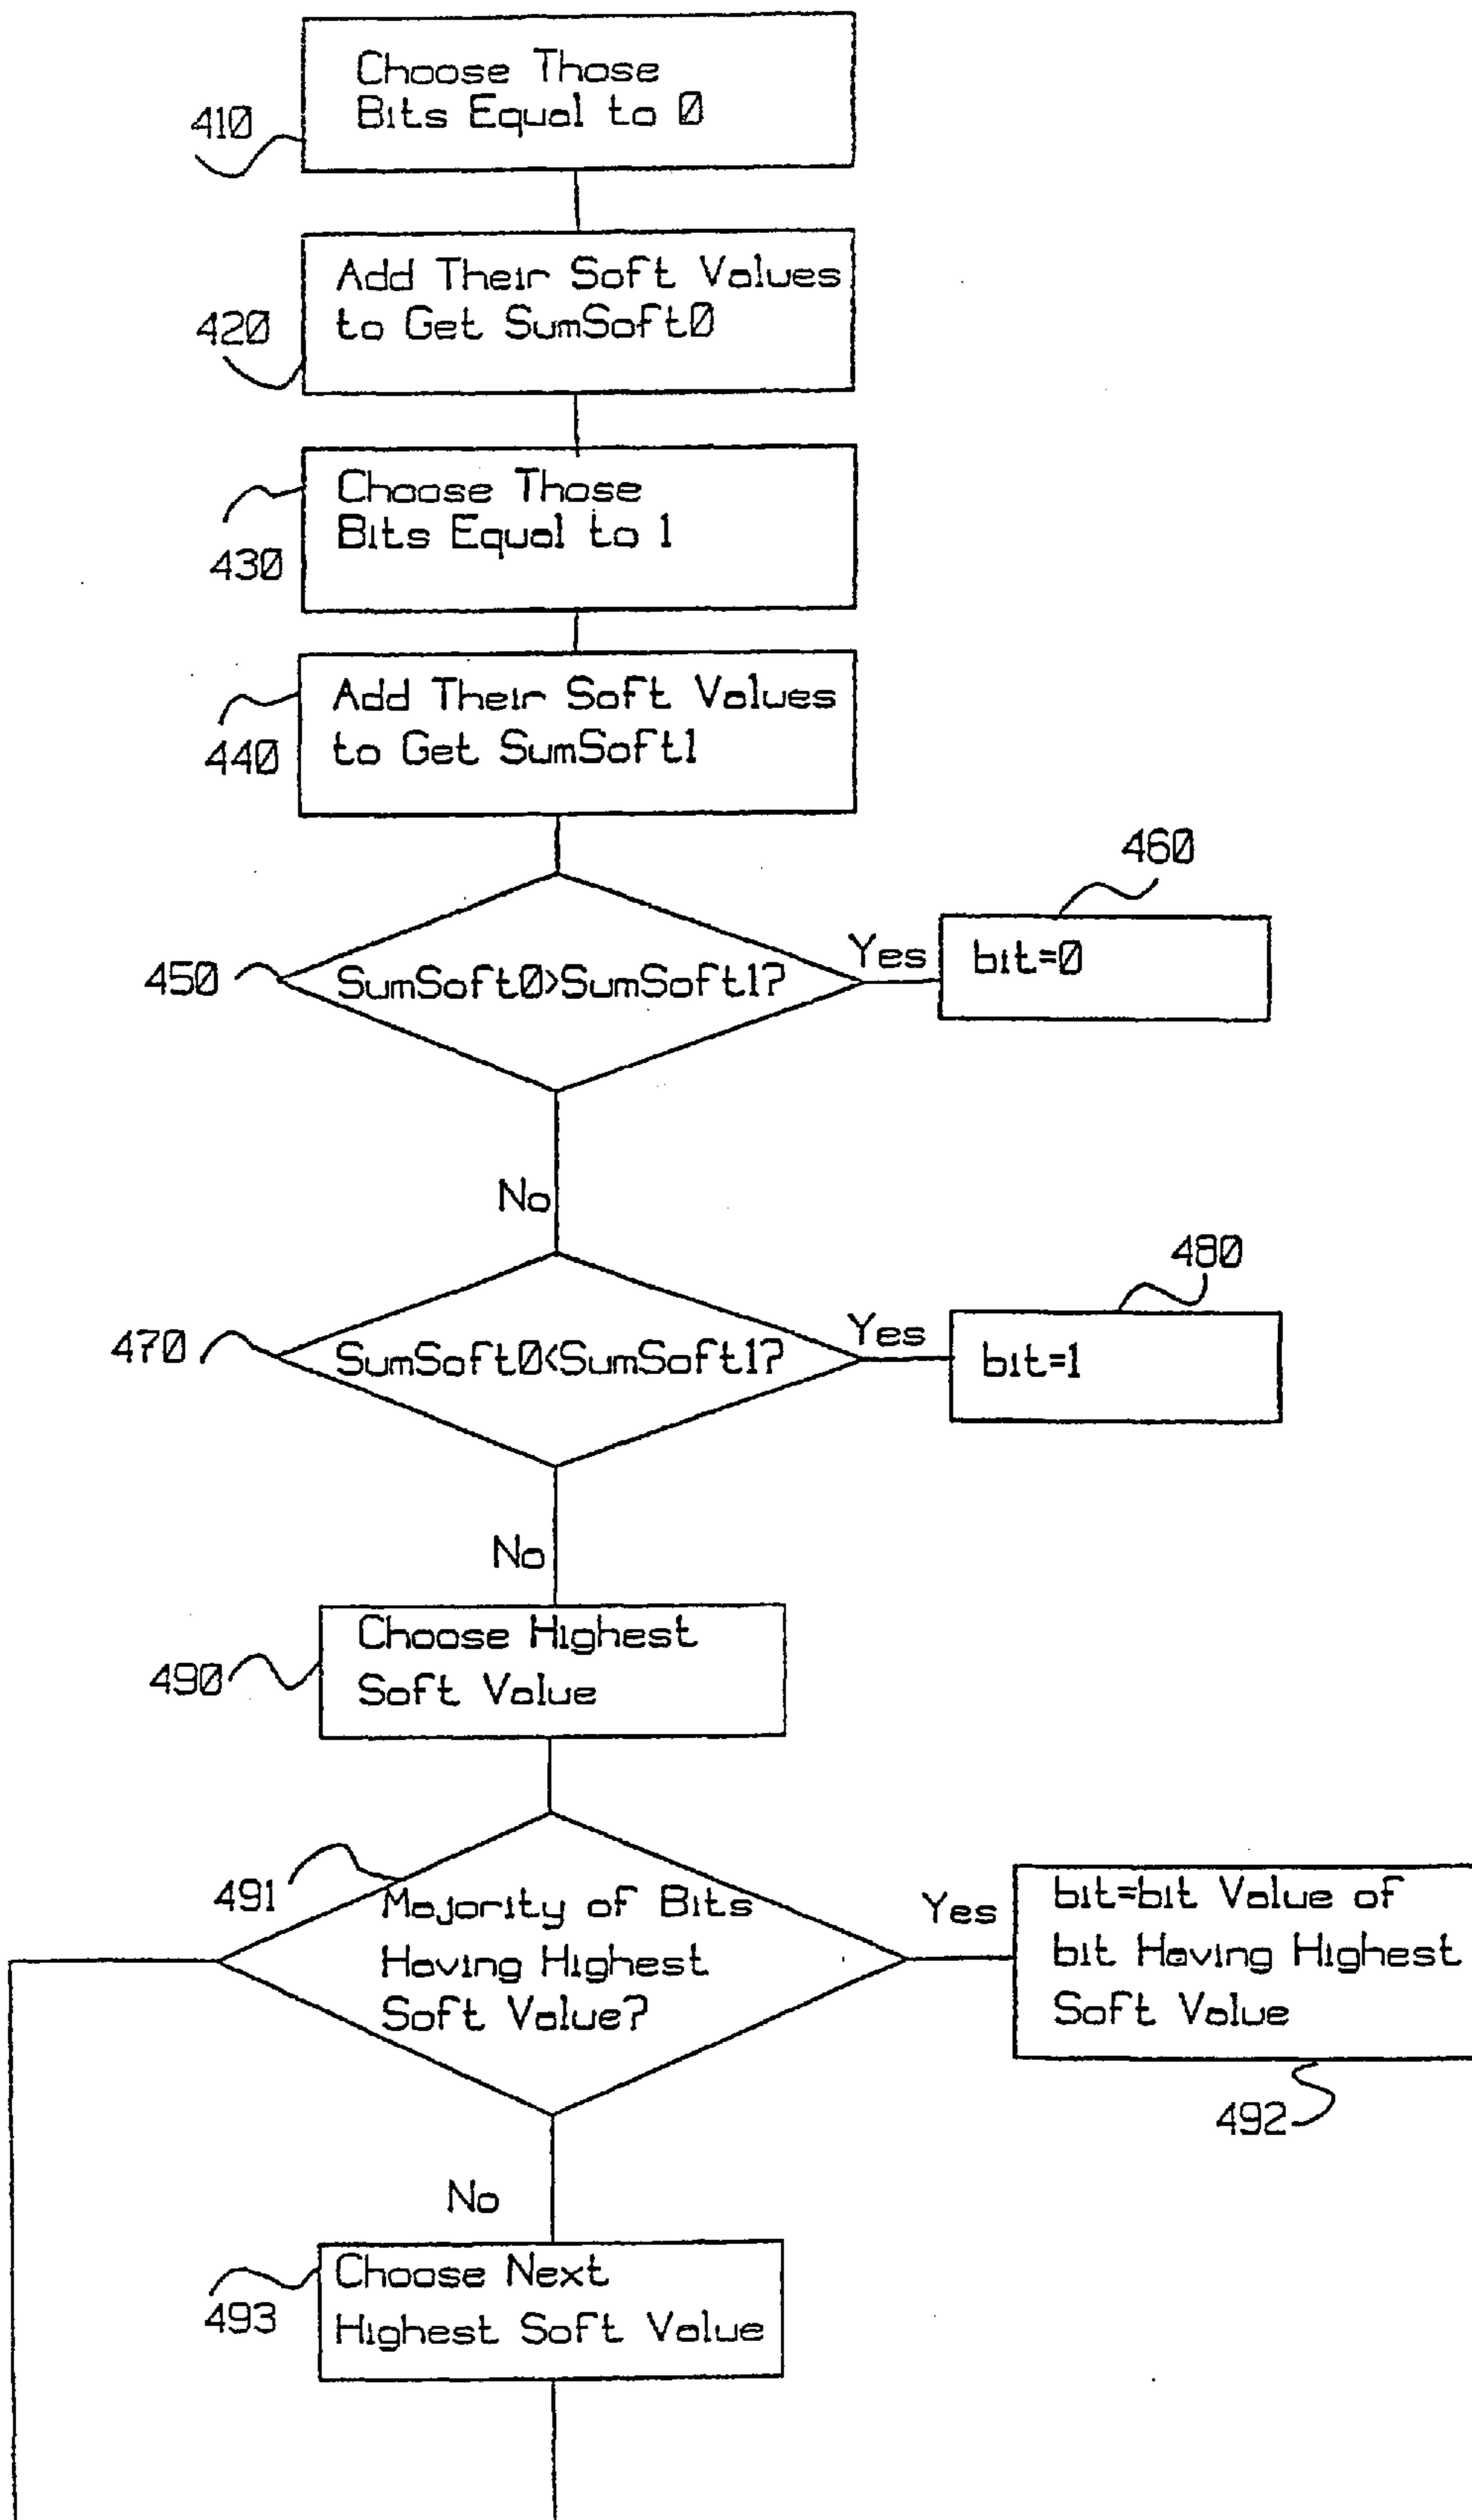 Choose Those
Bits Equal to 0
410
Add Their Soft Values
to Get SumSoft0
420
Choose Those
Bits Equal to 1
430
Add Their Soft Values
to Get SumSoft1
440
460
450
SumSoft0>SumSoft1?
Yes
bit=0
No
480
470
SumSoft0<SumSoft1?
Yes
bit=1
No
Choose Highest
Soft Value
490
491
Majority of Bits
Having Highest
Soft Value?
Yes
bit=bit Value of
bit Having Highest
Soft Value
492
No
Choose Next
Highest Soft Value
493